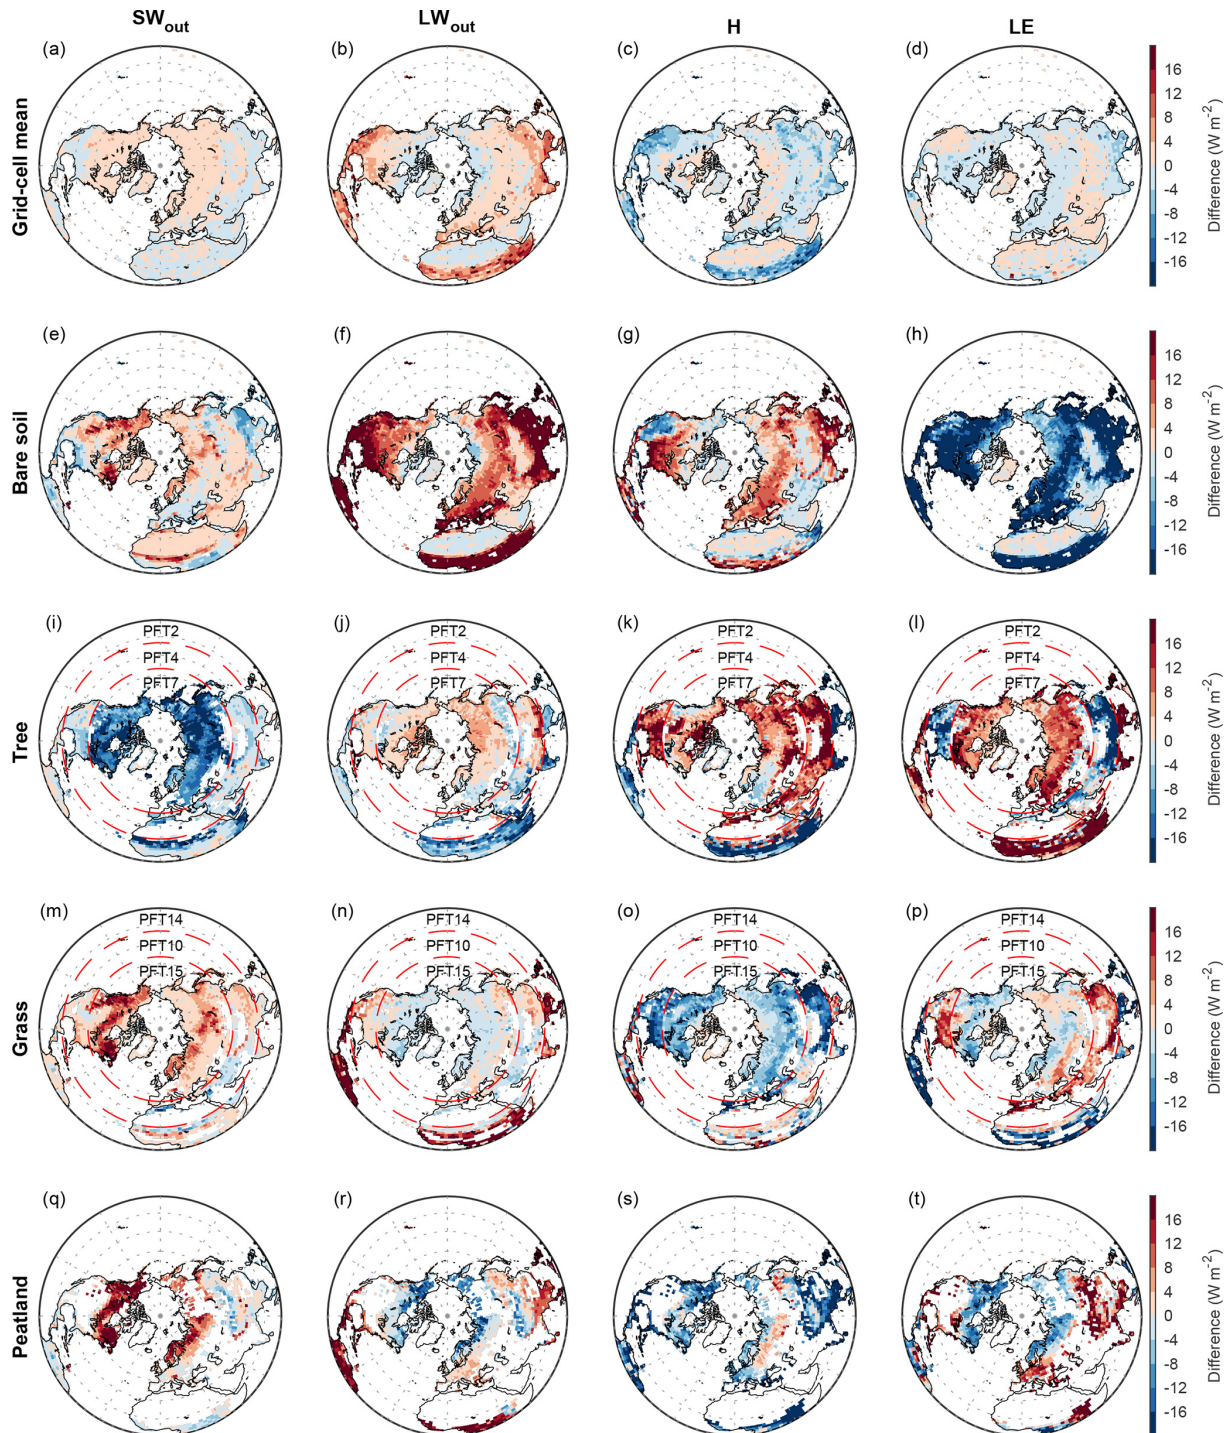 SWout LWout H LE
(a) (b) (c) (d)
Grid-cell mean
16
12
8
4
0
-4
-8
-12
-16
Difference (W m-2)
(e) (f) (g) (h)
Bare soil
16
12
8
4
0
-4
-8
-12
-16
Difference (W m-2)
(i) (j) (k) (l)
PFT2 PFT2 PFT2 PFT2
PFT4 PFT4 PFT4 PFT4
PFT7 PFT7 PFT7 PFT7
Tree
16
12
8
4
0
-4
-8
-12
-16
Difference (W m-2)
(m) (n) (o) (p)
PFT14 PFT14 PFT14 PFT14
PFT10 PFT10 PFT10 PFT10
PFT15 PFT15 PFT15 PFT15
Grass
16
12
8
4
0
-4
-8
-12
-16
Difference (W m-2)
(q) (r) (s) (t)
Peatland
16
12
8
4
0
-4
-8
-12
-16
Difference (W m-2)